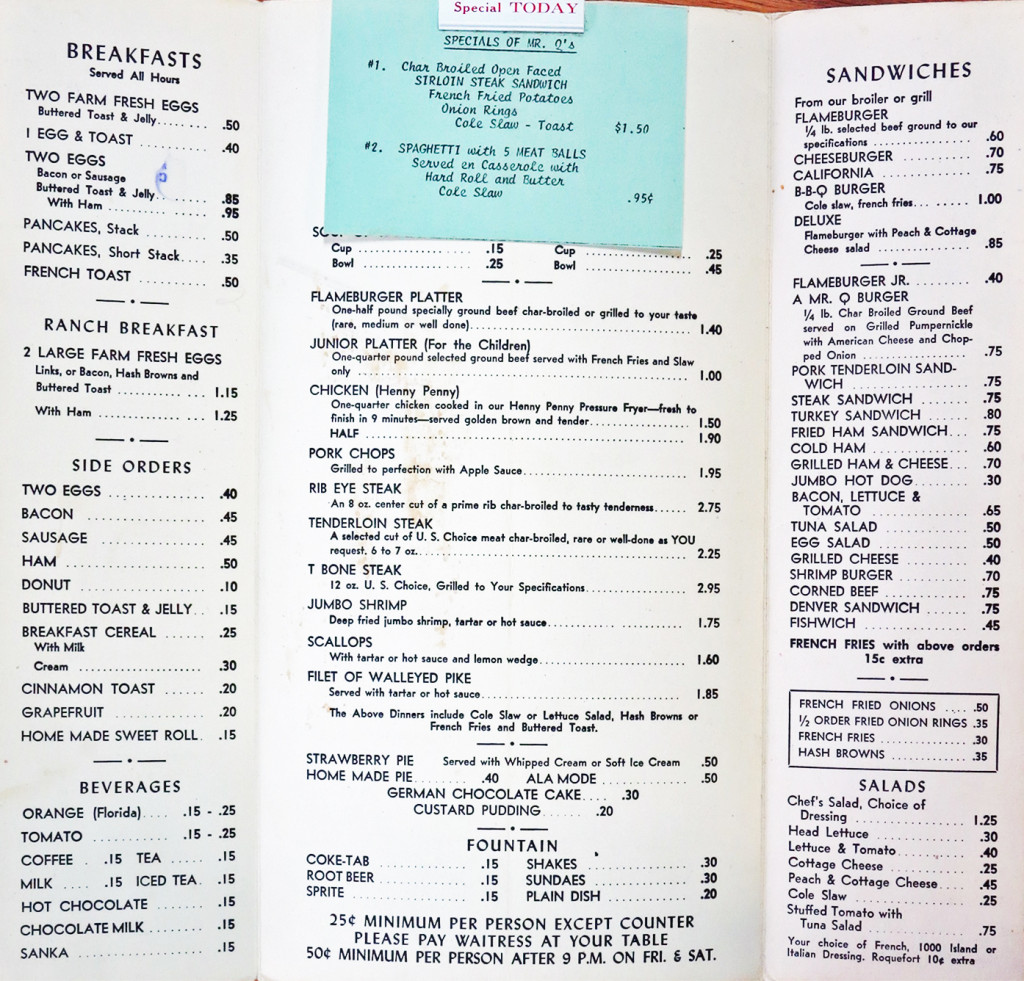 BREAKFASTS
Served All Hours
TWO FARM FRESH EGGS
Buttered Toast & Jelly........ .50
1 EGG & TOAST ............ .40
TWO EGGS
Bacon or Sausage
Buttered Toast & Jelly........ .85
With Ham ................ .95
PANCAKES, Stack .......... .50
PANCAKES, Short Stack.... .35
FRENCH TOAST ............ .50
RANCH BREAKFAST
2 LARGE FARM FRESH EGGS
Links, or Bacon, Hash Browns and
Buttered Toast .............. 1.15
With Ham ................. 1.25
SIDE ORDERS
TWO EGGS ................ .40
BACON ................... .45
SAUSAGE ................. .45
HAM ..................... .50
DONUT ................... .10
BUTTERED TOAST & JELLY.. .15
BREAKFAST CEREAL ...... .25
With Milk
Cream ................... .30
CINNAMON TOAST ...... .20
GRAPEFRUIT ............. .20
HOME MADE SWEET ROLL. .15
BEVERAGES
ORANGE (Florida).... .15 - .25
TOMATO ............ .15 - .25
COFFEE . .15 TEA ..... .15
MILK .... .15 ICED TEA. .15
HOT CHOCOLATE ........ .15
CHOCOLATE MILK ........ .15
SANKA .................. .15
Special TODAY
SPECIALS OF MR. Q's
#1. Char Broiled Open Faced
SIRLOIN STEAK SANDWICH
French Fried Potatoes
Onion Rings
Cole Slaw - Toast $1.50
#2. SPAGHETTI with 5 MEAT BALLS
Served en Casserole with
Hard Roll and Butter
Cole Slaw .95¢
Cup .................... .15 Cup .................... .25
Bowl ................... .25 Bowl ................... .45
FLAMEBURGER PLATTER
One-half pound specially ground beef char-broiled or grilled to your taste
(rare, medium or well done)........................................ 1.40
JUNIOR PLATTER (For the Children)
One-quarter pound selected ground beef served with French Fries and Slaw
only ............................................................. 1.00
CHICKEN (Henny Penny)
One-quarter chicken cooked in our Henny Penny Pressure Fryer—fresh to
finish in 9 minutes—served golden brown and tender................. 1.50
HALF ............................................................. 1.90
PORK CHOPS
Grilled to perfection with Apple Sauce............................. 1.95
RIB EYE STEAK
An 8 oz. center cut of a prime rib char-broiled to tasty tenderness...... 2.75
TENDERLOIN STEAK
A selected cut of U. S. Choice meat char-broiled, rare or well-done as YOU
request. 6 to 7 oz................................................ 2.25
T BONE STEAK
12 oz. U. S. Choice, Grilled to Your Specifications.................. 2.95
JUMBO SHRIMP
Deep fried jumbo shrimp, tartar or hot sauce........................ 1.75
SCALLOPS
With tartar or hot sauce and lemon wedge.......................... 1.60
FILET OF WALLEYED PIKE
Served with tartar or hot sauce.................................... 1.85
The Above Dinners include Cole Slaw or Lettuce Salad, Hash Browns or
French Fries and Buttered Toast.
STRAWBERRY PIE Served with Whipped Cream or Soft Ice Cream .50
HOME MADE PIE........ .40 ALA MODE ............. .50
GERMAN CHOCOLATE CAKE.... .30
CUSTARD PUDDING...... .20
FOUNTAIN
COKE-TAB ............... .15 SHAKES ............... .30
ROOT BEER .............. .15 SUNDAES .............. .30
SPRITE ................. .15 PLAIN DISH ........... .20
25¢ MINIMUM PER PERSON EXCEPT COUNTER
PLEASE PAY WAITRESS AT YOUR TABLE
50¢ MINIMUM PER PERSON AFTER 9 P.M. ON FRI. & SAT.
SANDWICHES
From our broiler or grill
FLAMEBURGER
¼ lb. selected beef ground to our
specifications .................. .60
CHEESEBURGER ........... .70
CALIFORNIA .............. .75
B-B-Q BURGER
Cole slaw, french fries... ...... 1.00
DELUXE
Flameburger with Peach & Cottage
Cheese salad ................. .85
FLAMEBURGER JR. ........ .40
A MR. Q BURGER
¼ lb. Char Broiled Ground Beef
served on Grilled Pumpernickle
with American Cheese and Chop-
ped Onion .................. .75
PORK TENDERLOIN SAND-
WICH .................. .75
STEAK SANDWICH ........ .75
TURKEY SANDWICH ....... .80
FRIED HAM SANDWICH... .75
COLD HAM .............. .60
GRILLED HAM & CHEESE... .70
JUMBO HOT DOG......... .30
BACON, LETTUCE &
TOMATO ............... .65
TUNA SALAD ............ .50
EGG SALAD ............. .50
GRILLED CHEESE ......... .40
SHRIMP BURGER ......... .70
CORNED BEEF ........... .75
DENVER SANDWICH ...... .75
FISHWICH ............... .45
FRENCH FRIES with above orders
15c extra
FRENCH FRIED ONIONS .... .50
½ ORDER FRIED ONION RINGS .35
FRENCH FRIES ............. .30
HASH BROWNS ............ .35
SALADS
Chef's Salad, Choice of
Dressing .................. 1.25
Head Lettuce .............. .30
Lettuce & Tomato.......... .40
Cottage Cheese ............ .25
Peach & Cottage Cheese.... .45
Cole Slaw ................. .25
Stuffed Tomato with
Tuna Salad ............... .75
Your choice of French, 1000 Island or
Italian Dressing. Roquefort 10¢ extra